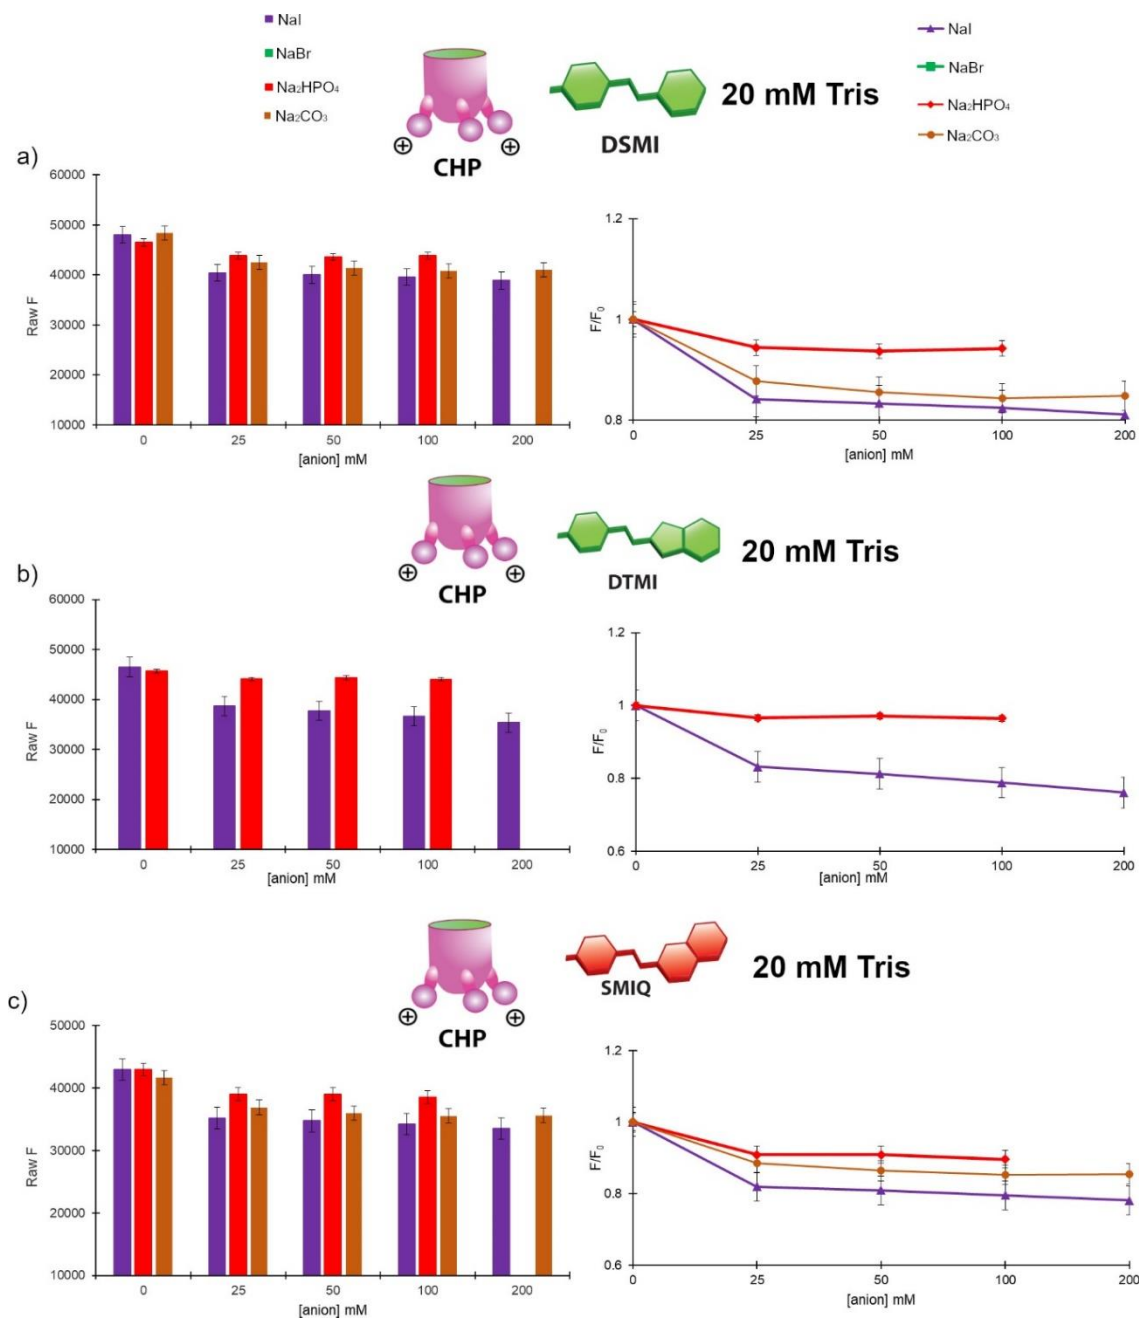 NaI
NaBr
Na₂HPO₄
Na₂CO₃
NaI
NaBr
Na₂HPO₄
Na₂CO₃
CHP
DSMI
20 mM Tris
a)
60000
50000
40000
30000
20000
10000
Raw F
0 25 50 100 200
[anion] mM
1.2
1
0.8
F/F₀
0 25 50 100 200
[anion] mM
CHP
DTMI
20 mM Tris
b)
60000
50000
40000
30000
20000
10000
Raw F
0 25 50 100 200
[anion] mM
1.2
1
0.8
0.6
F/F₀
0 25 50 100 200
[anion] mM
CHP
SMIQ
20 mM Tris
c)
50000
40000
30000
20000
10000
Raw F
0 25 50 100 200
[anion] mM
1.2
1
0.8
0.6
F/F₀
0 25 50 100 200
[anion] mM